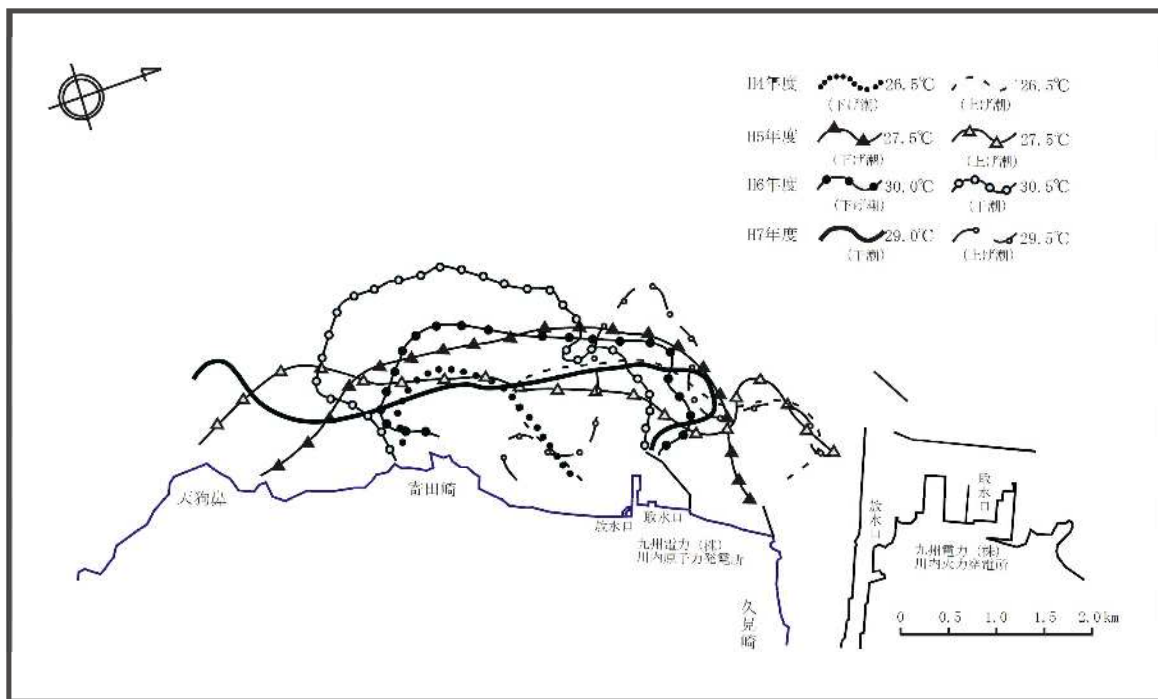 H4年度 26.5℃ 26.5℃
(下げ潮) (上げ潮)
H5年度 27.5℃ 27.5℃
(下げ潮) (上げ潮)
H6年度 30.0℃ 30.5℃
(下げ潮) (干潮)
H7年度 29.0℃ 29.5℃
(干潮) (上げ潮)
天狗鼻
寄田崎
放水口
取水口
九州電力（株）
川内原子力発電所
久見崎
放水口
取水口
九州電力（株）
川内火力発電所
0 0.5 1.0 2.0km